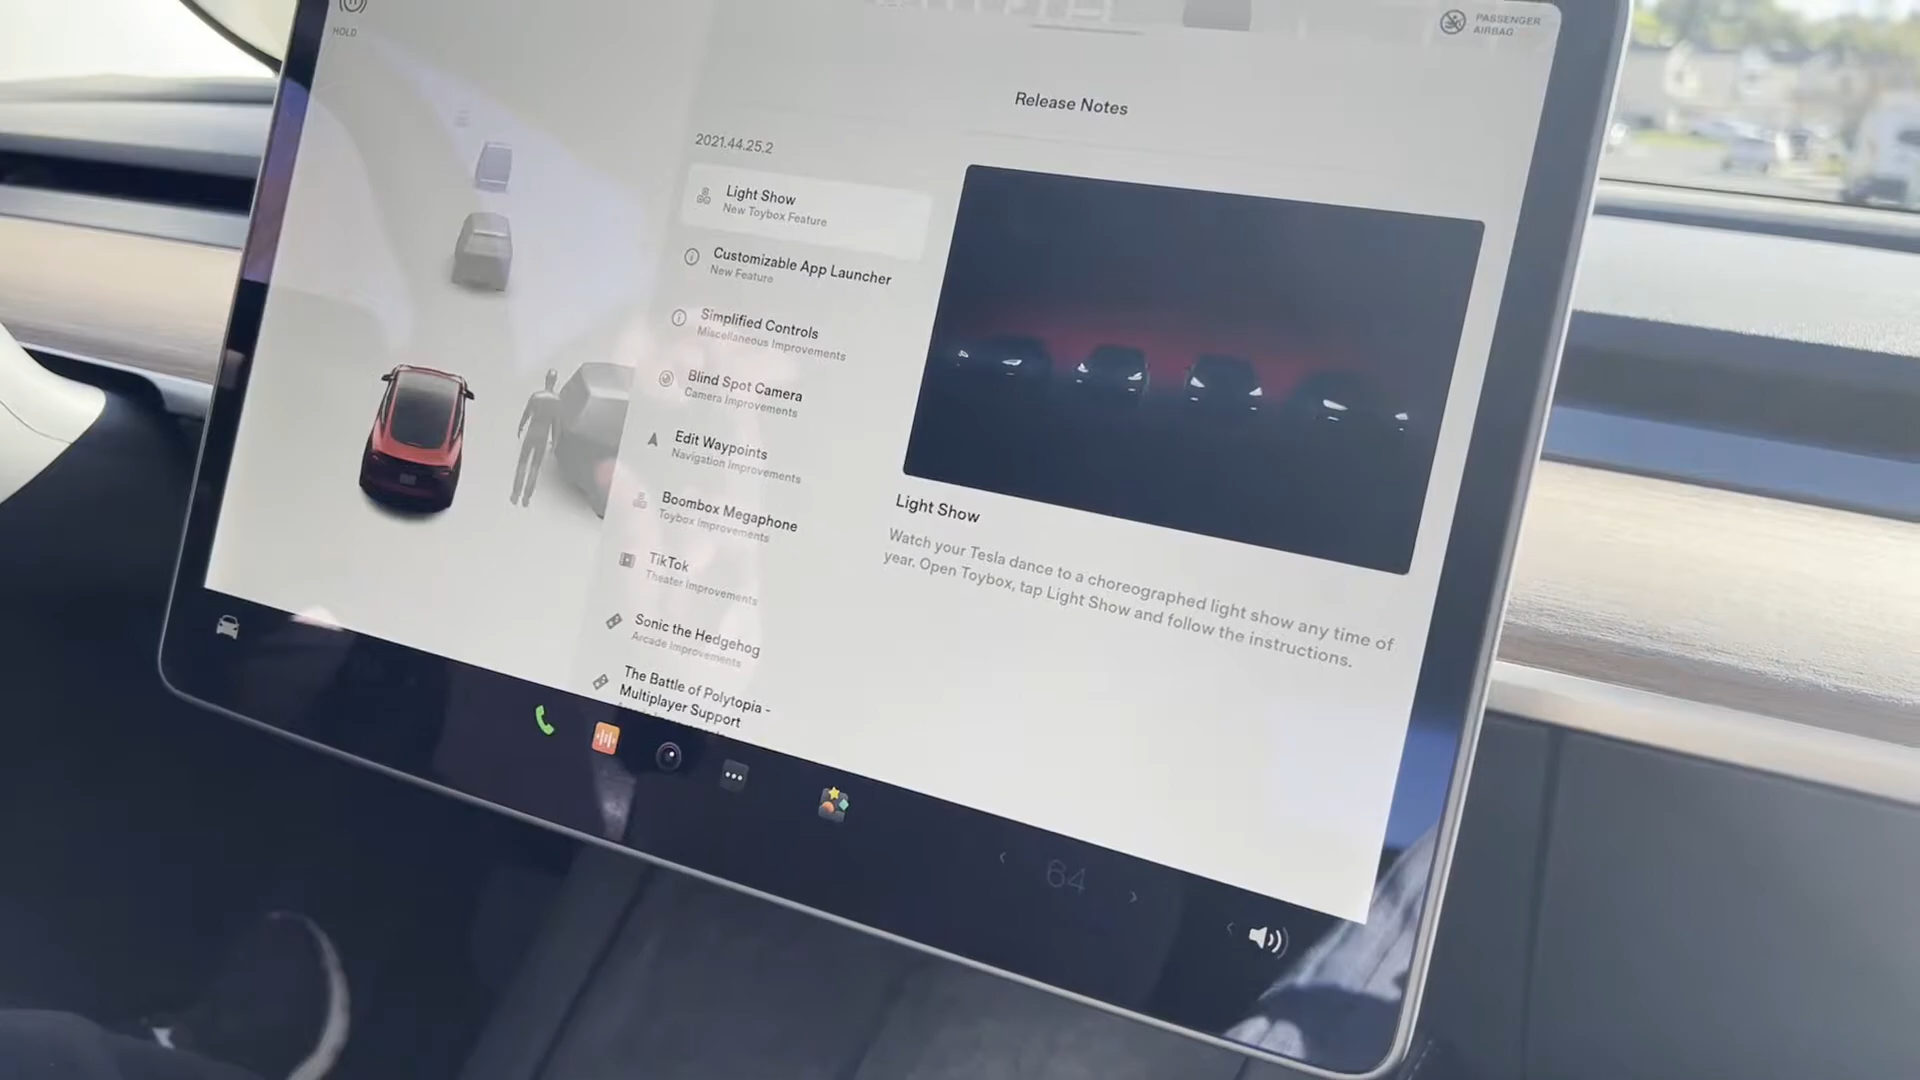 HOLD
PASSENGER
AIRBAG
Release Notes
2021.44.25.2
Light Show
New Toybox Feature
Customizable App Launcher
New Feature
Simplified Controls
Miscellaneous Improvements
Blind Spot Camera
Camera Improvements
Edit Waypoints
Navigation Improvements
Boombox Megaphone
Toybox Improvements
TikTok
Theater Improvements
Sonic the Hedgehog
Arcade Improvements
The Battle of Polytopia -
Multiplayer Support
Light Show
Watch your Tesla dance to a choreographed light show any time of
year. Open Toybox, tap Light Show and follow the instructions.
64